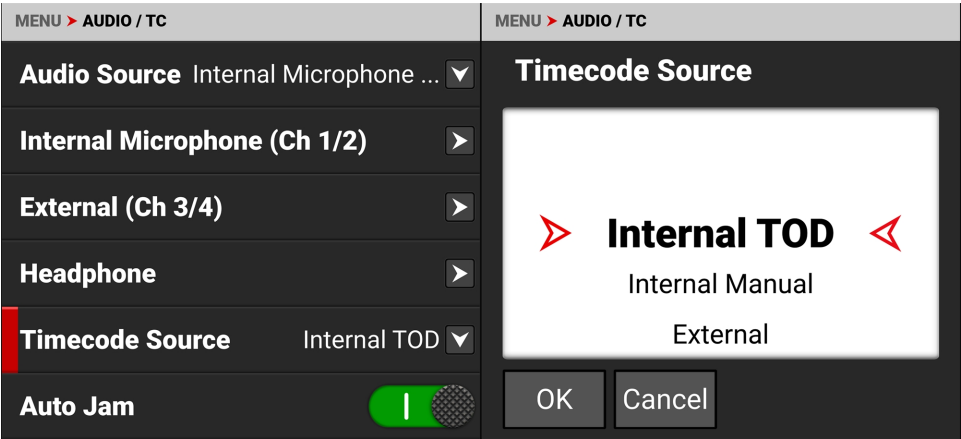 MENU > AUDIO / TC
Audio Source Internal Microphone ...
Internal Microphone (Ch 1/2)
External (Ch 3/4)
Headphone
Timecode Source Internal TOD
Auto Jam
MENU > AUDIO / TC
Timecode Source
Internal TOD
Internal Manual
External
OK Cancel